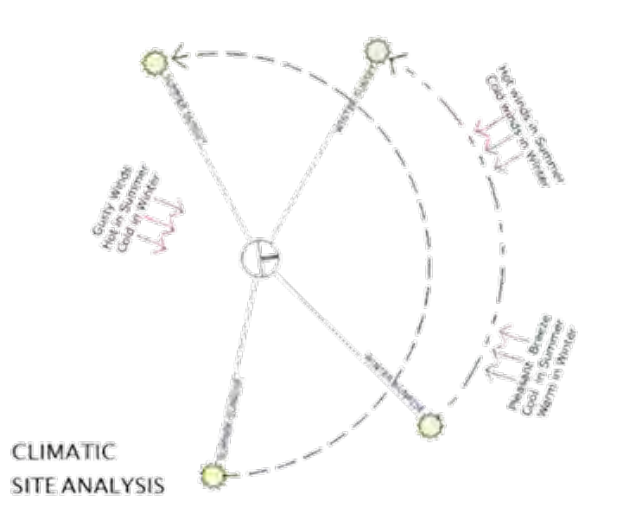 Hot winds in Summer
Cold winds in Winter
Gusty Winds
Hot in Summer
Cold in Winter
Peasant Breeze
Cool in Summer
Warm in Winter
CLIMATIC
SITE ANALYSIS